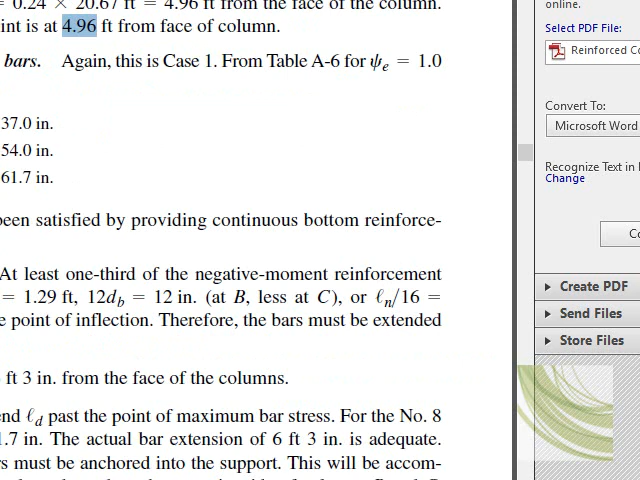 = 0.24 × 20.67 ft = 4.96 ft from the face of the column.
int is at 4.96 ft from face of column.
bars. Again, this is Case 1. From Table A-6 for ψe = 1.0
37.0 in.
54.0 in.
61.7 in.
been satisfied by providing continuous bottom reinforce-
At least one-third of the negative-moment reinforcement
= 1.29 ft, 12db = 12 in. (at B, less at C), or ℓn/16 =
e point of inflection. Therefore, the bars must be extended
ft 3 in. from the face of the columns.
end ℓd past the point of maximum bar stress. For the No. 8
1.7 in. The actual bar extension of 6 ft 3 in. is adequate.
rs must be anchored into the support. This will be accom-
online.
Select PDF File:
Reinforced Co
Convert To:
Microsoft Word
Recognize Text in
Change
Co
Create PDF
Send Files
Store Files